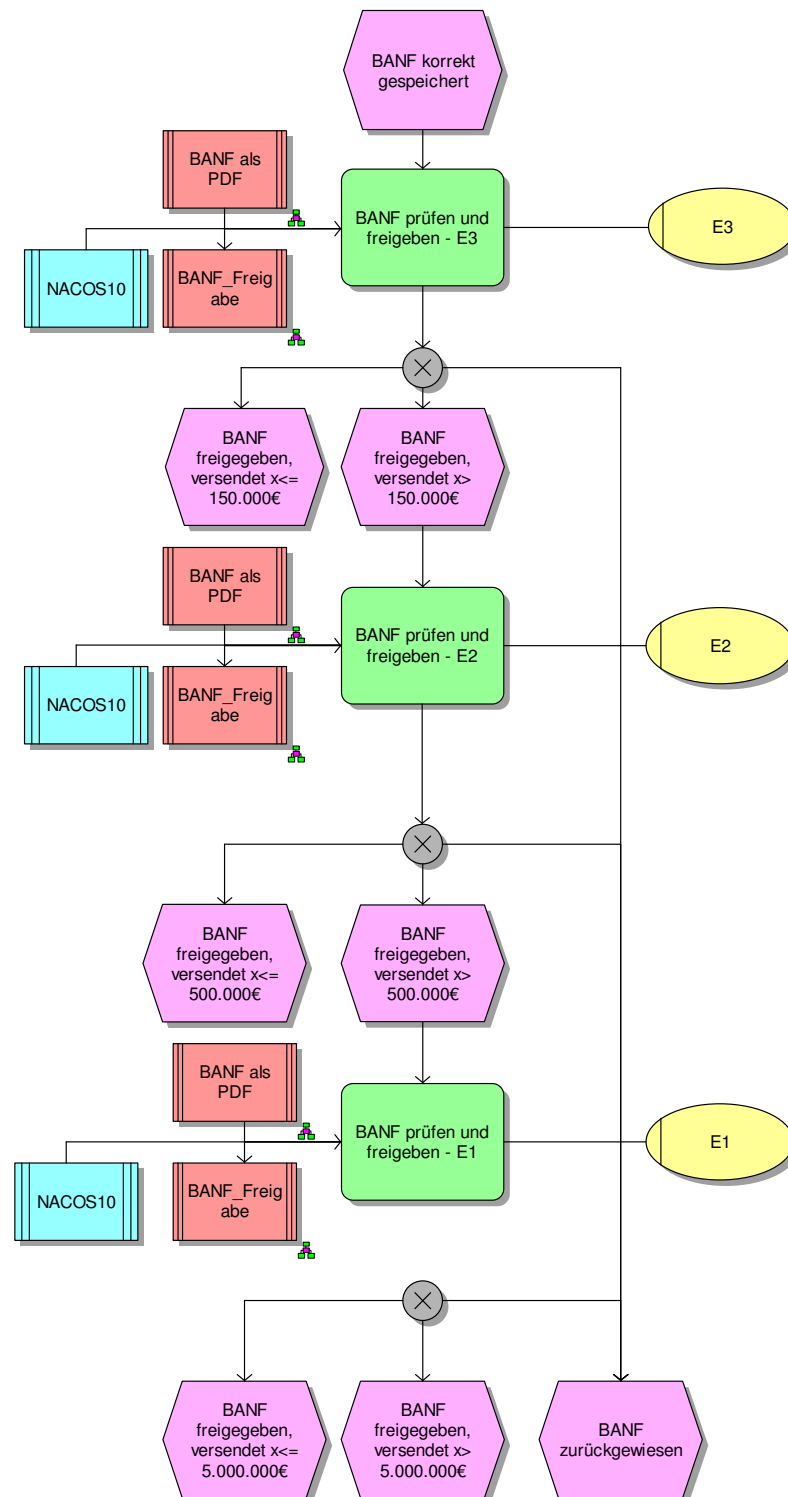 BANF korrekt
gespeichert
BANF als
PDF
BANF prüfen und
freigeben - E3
E3
NACOS10
BANF_Freig
abe
BANF
freigegeben,
versendet x<=
150.000€
BANF
freigegeben,
versendet x>
150.000€
BANF als
PDF
BANF prüfen und
freigeben - E2
E2
NACOS10
BANF_Freig
abe
BANF
freigegeben,
versendet x<=
500.000€
BANF
freigegeben,
versendet x>
500.000€
BANF als
PDF
BANF prüfen und
freigeben - E1
E1
NACOS10
BANF_Freig
abe
BANF
freigegeben,
versendet x<=
5.000.000€
BANF
freigegeben,
versendet x>
5.000.000€
BANF
zurückgewiesen